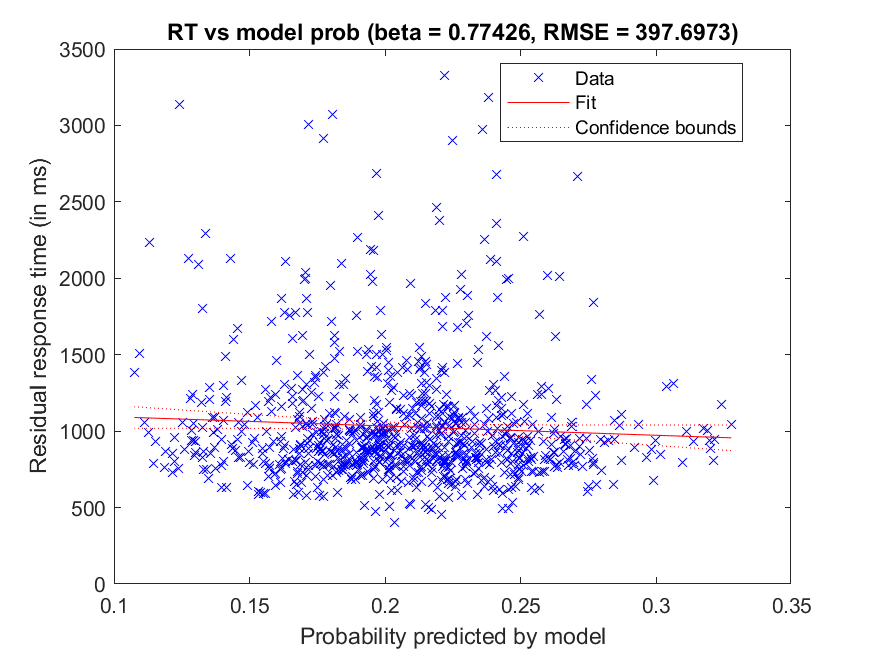 RT vs model prob (beta = 0.77426, RMSE = 397.6973)
3500
3000
2500
2000
1500
1000
500
0
Residual response time (in ms)
Data
Fit
Confidence bounds
0.1 0.15 0.2 0.25 0.3 0.35
Probability predicted by model